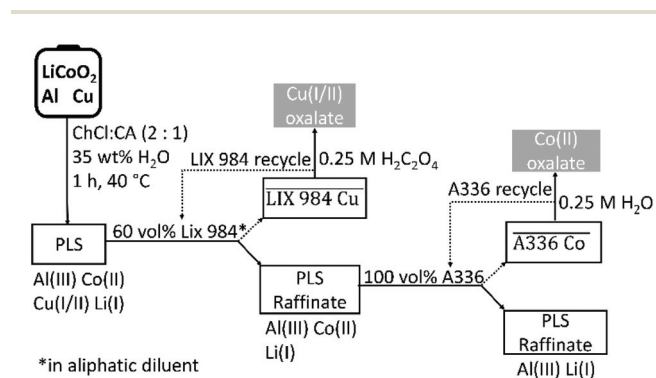 LiCoO₂
Al Cu
ChCl:CA (2 : 1)
35 wt% H₂O
1 h, 40 °C
PLS
Al(III) Co(II)
Cu(I/II) Li(I)
60 vol% Lix 984*
LIX 984 recycle
Cu(I/II)
oxalate
0.25 M H₂C₂O₄
LIX 984 Cu
PLS
Raffinate
Al(III) Co(II)
Li(I)
100 vol% A336
A336 recycle
Co(II)
oxalate
0.25 M H₂O
A336 Co
PLS
Raffinate
Al(III) Li(I)
*in aliphatic diluent